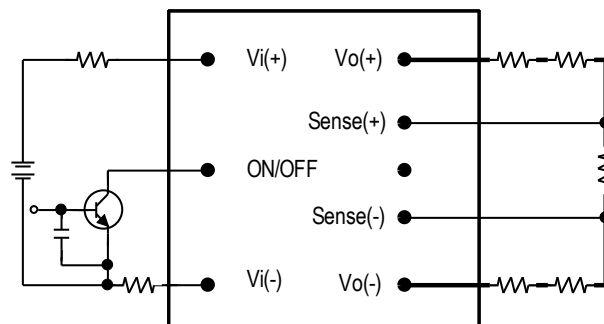 Vi(+) Vo(+)
Sense(+)
ON/OFF
Sense(-)
Vi(-) Vo(-)